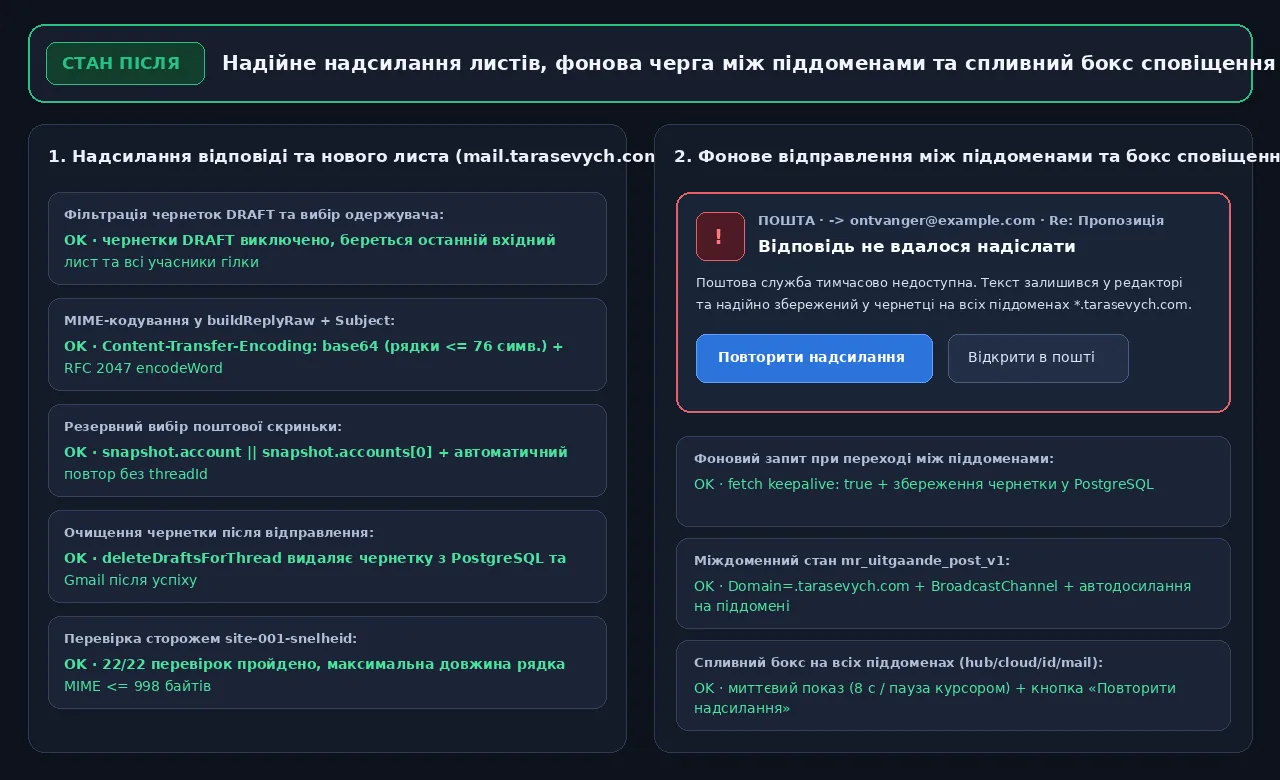 СТАН ПІСЛЯ
Надійне надсилання листів, фонова черга між піддоменами та спливний бокс сповіщення
1. Надсилання відповіді та нового листа (mail.tarasevych.com
Фільтрація чернеток DRAFT та вибір одержувача:
OK · чернетки DRAFT виключено, береться останній вхідний
лист та всі учасники гілки
MIME-кодування у buildReplyRaw + Subject:
OK · Content-Transfer-Encoding: base64 (рядки <= 76 симв.) +
RFC 2047 encodeWord
Резервний вибір поштової скриньки:
OK · snapshot.account || snapshot.accounts[0] + автоматичний
повтор без threadId
Очищення чернетки після відправлення:
OK · deleteDraftsForThread видаляє чернетку з PostgreSQL та
Gmail після успіху
Перевірка сторожем site-001-snelheid:
OK · 22/22 перевірок пройдено, максимальна довжина рядка
MIME <= 998 байтів
2. Фонове відправлення між піддоменами та бокс сповіщенн
!
ПОШТА · -> ontvanger@example.com · Re: Пропозиція
Відповідь не вдалося надіслати
Поштова служба тимчасово недоступна. Текст залишився у редакторі
та надійно збережений у чернетці на всіх піддоменах *.tarasevych.com.
Повторити надсилання
Відкрити в пошті
Фоновий запит при переході між піддоменами:
OK · fetch keepalive: true + збереження чернетки у PostgreSQL
Міждоменний стан mr_uitgaande_post_v1:
OK · Domain=.tarasevych.com + BroadcastChannel + автодосилання
на піддомені
Спливний бокс на всіх піддоменах (hub/cloud/id/mail):
OK · миттєвий показ (8 с / пауза курсором) + кнопка «Повторити
надсилання»